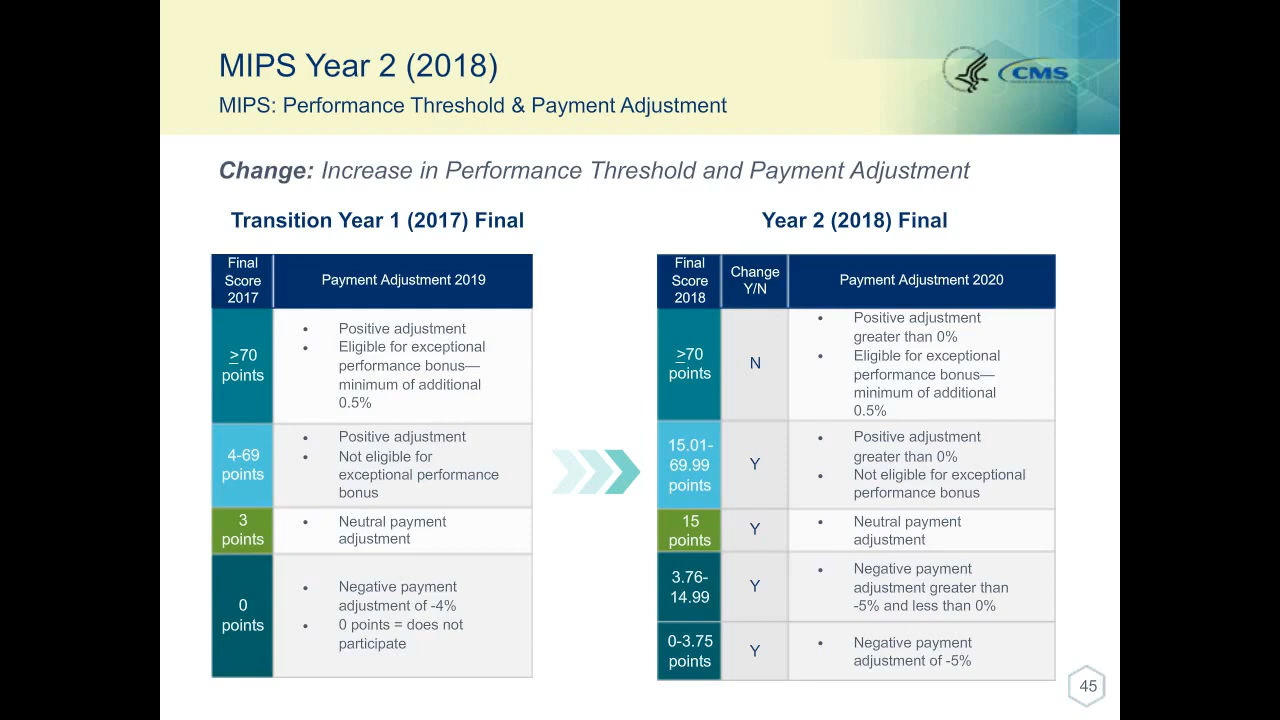 MIPS Year 2 (2018)
MIPS: Performance Threshold & Payment Adjustment
CMS
Change: Increase in Performance Threshold and Payment Adjustment
Transition Year 1 (2017) Final
Final
Score
2017
Payment Adjustment 2019
>70
points
• Positive adjustment
• Eligible for exceptional
performance bonus—
minimum of additional
0.5%
4-69
points
• Positive adjustment
• Not eligible for
exceptional performance
bonus
3
points
• Neutral payment
adjustment
0
points
• Negative payment
adjustment of -4%
• 0 points = does not
participate
Year 2 (2018) Final
Final
Score
2018
Change
Y/N
Payment Adjustment 2020
>70
points
N
• Positive adjustment
greater than 0%
• Eligible for exceptional
performance bonus—
minimum of additional
0.5%
15.01-
69.99
points
Y
• Positive adjustment
greater than 0%
• Not eligible for exceptional
performance bonus
15
points
Y
• Neutral payment
adjustment
3.76-
14.99
Y
• Negative payment
adjustment greater than
-5% and less than 0%
0-3.75
points
Y
• Negative payment
adjustment of -5%
45